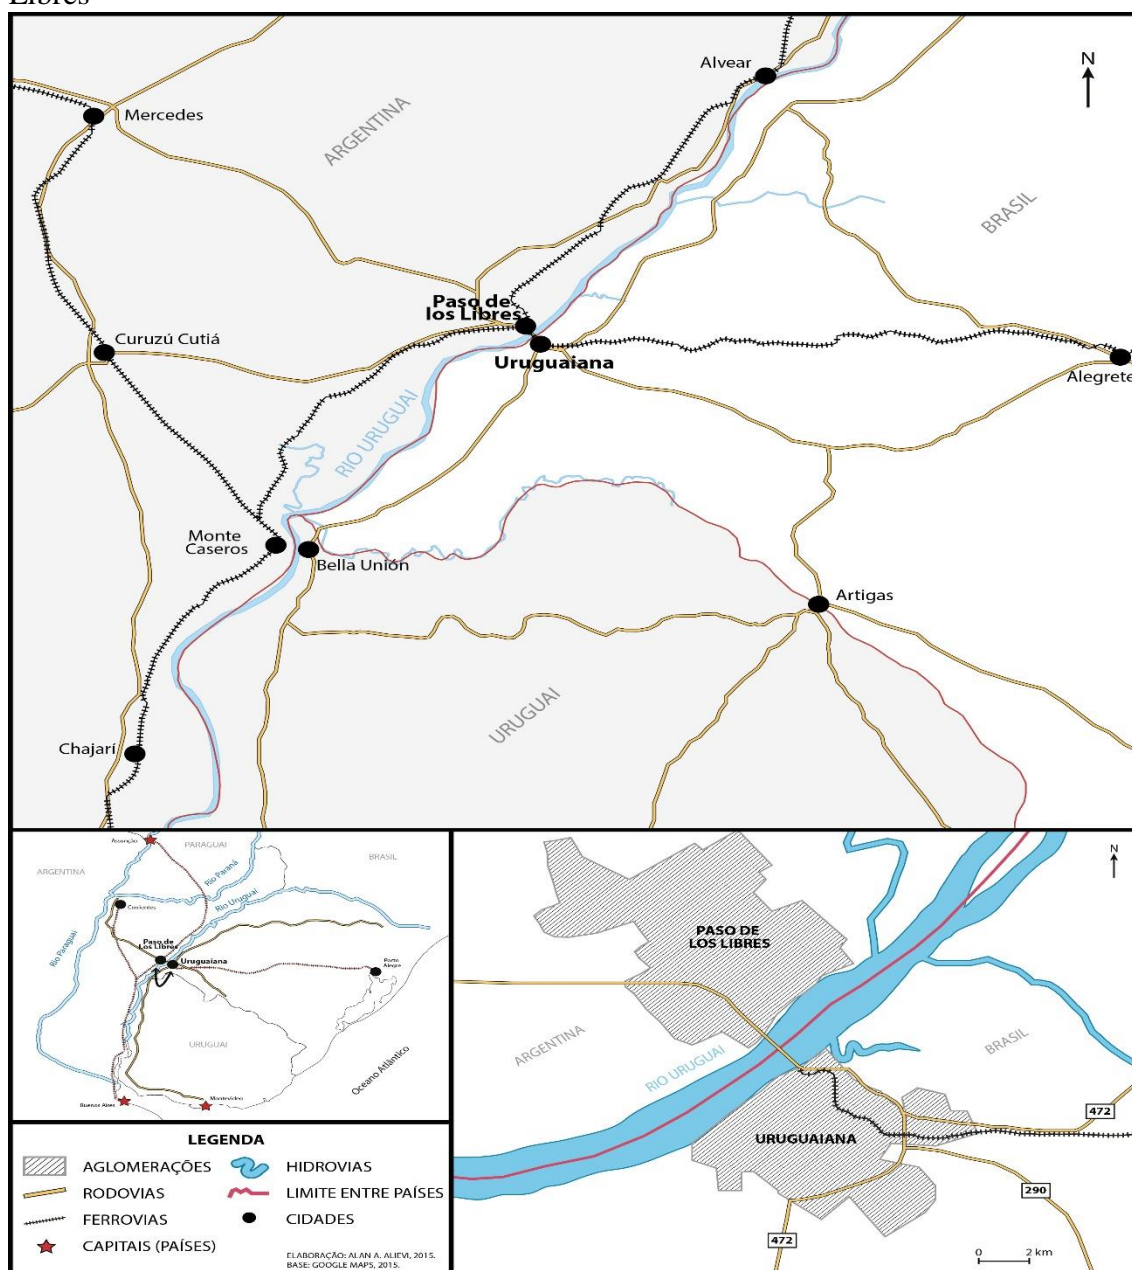 Libres
Alvear
N
Mercedes
ARGENTINA
BRASIL
Paso de
los Libres
Uruguaiana
Curuzú Cutiá
Alegrete
RIO URUGUAI
Monte
Caseros
Bella Unión
Artigas
URUGUAI
Chajarí
Assunção
PARAGUAI
BRASIL
ARGENTINA
Rio Paraná
Rio Uruguai
Corrientes
Rio Paraguai
Paso de
Los Libres
Uruguaiana
Porto
Alegre
URUGUAI
Oceano Atlântico
Buenos Aires
Montevideo
N
PASO DE
LOS LIBRES
ARGENTINA
RIO URUGUAI
BRASIL
URUGUAIANA
472
290
472
0 2 km
LEGENDA
AGLOMERAÇÕES
HIDROVIAS
RODOVIAS
LIMITE ENTRE PAÍSES
FERROVIAS
CIDADES
CAPITAIS (PAÍSES)
ELABORAÇÃO: ALAN A. ALIEVI, 2015.
BASE: GOOGLE MAPS, 2015.